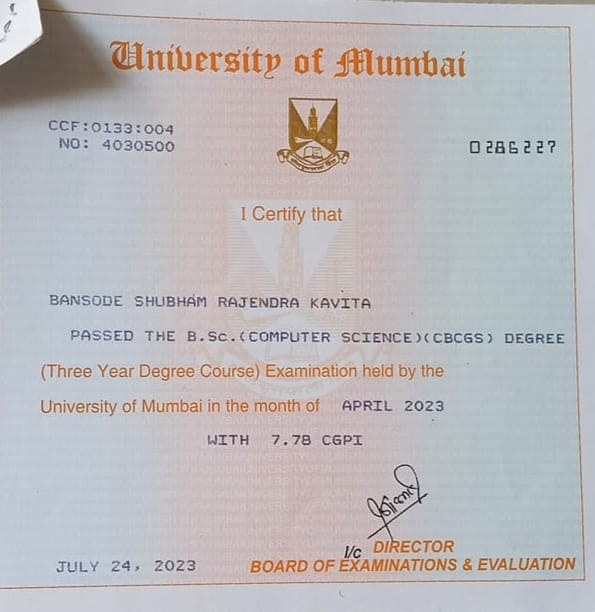 University of Mumbai
CCF:0133:004
NO: 4030500
0286227
I Certify that
BANSODE SHUBHAM RAJENDRA KAVITA
PASSED THE B.Sc.(COMPUTER SCIENCE)(CBCGS) DEGREE
(Three Year Degree Course) Examination held by the
University of Mumbai in the month of APRIL 2023
WITH 7.78 CGPI
I/c DIRECTOR
JULY 24, 2023 BOARD OF EXAMINATIONS & EVALUATION